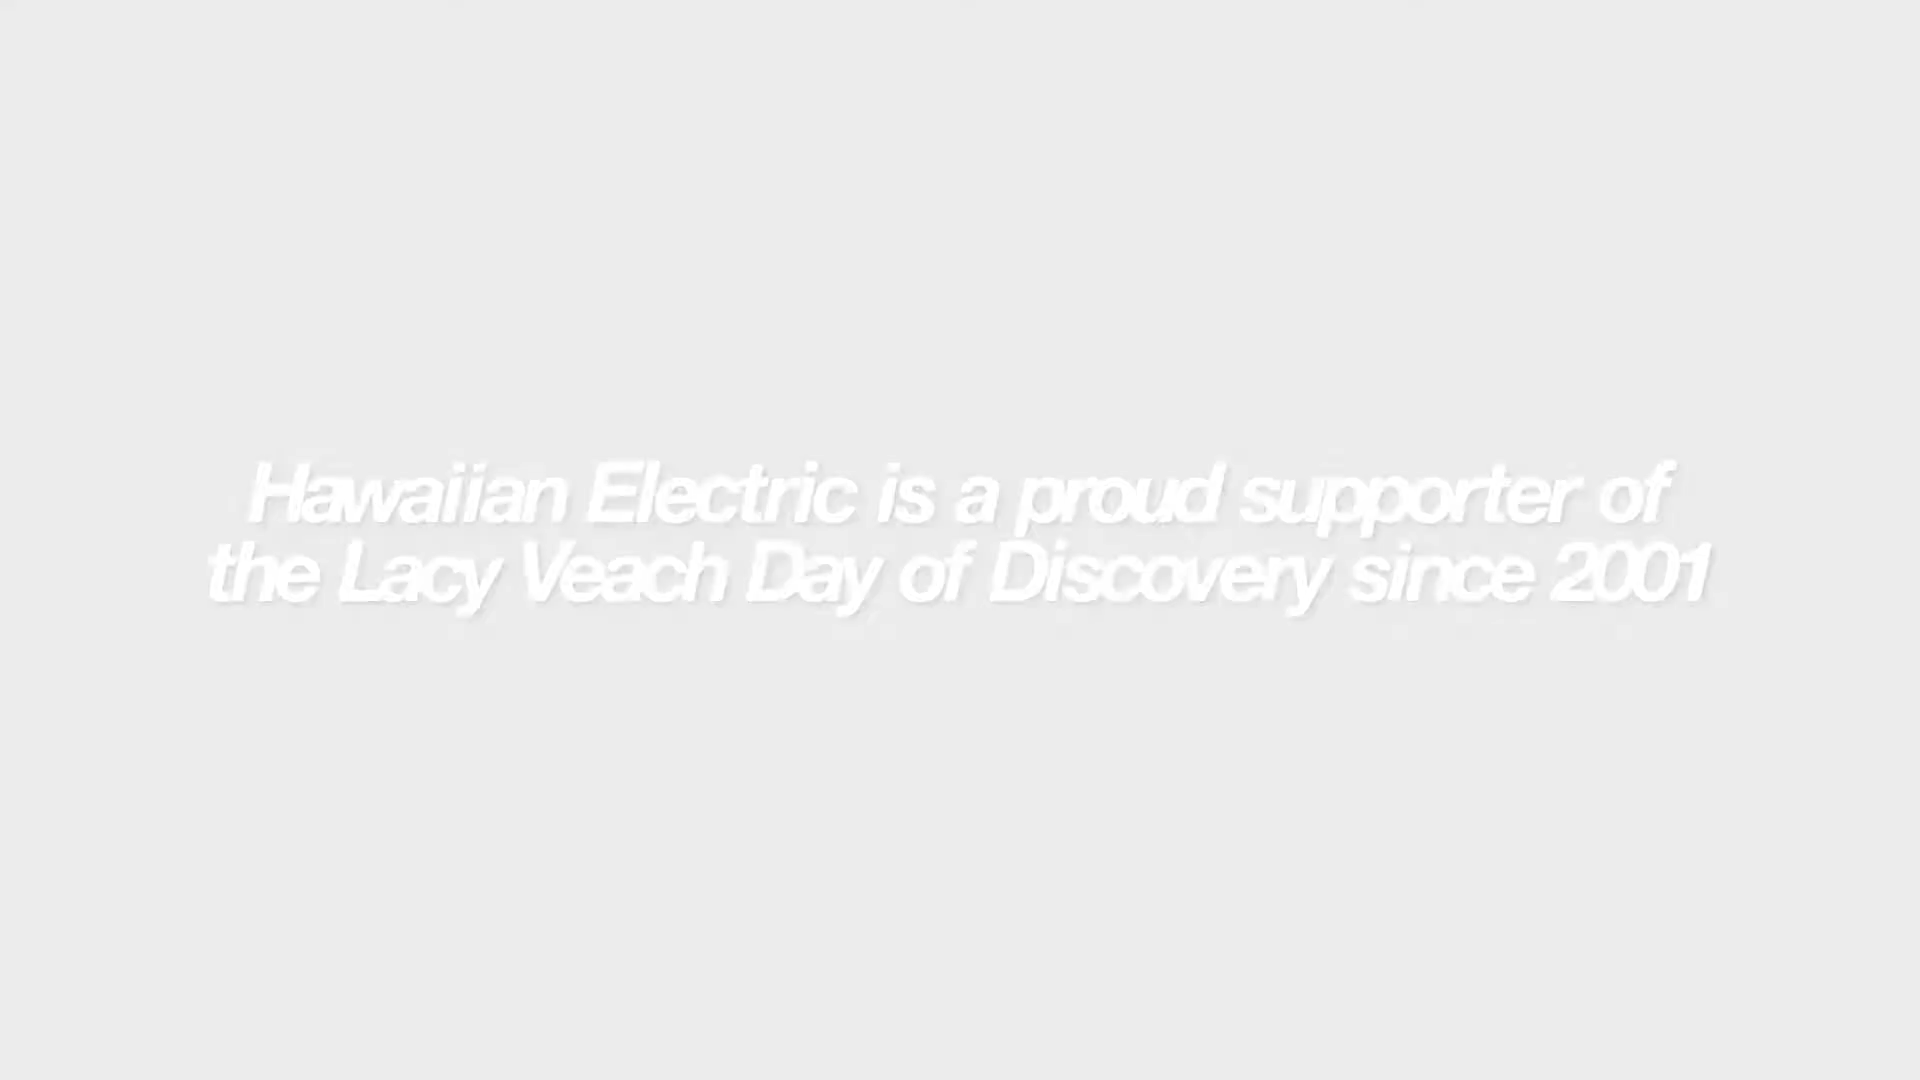 Hawaiian Electric is a proud supporter of
the Lacy Veach Day of Discovery since 2001